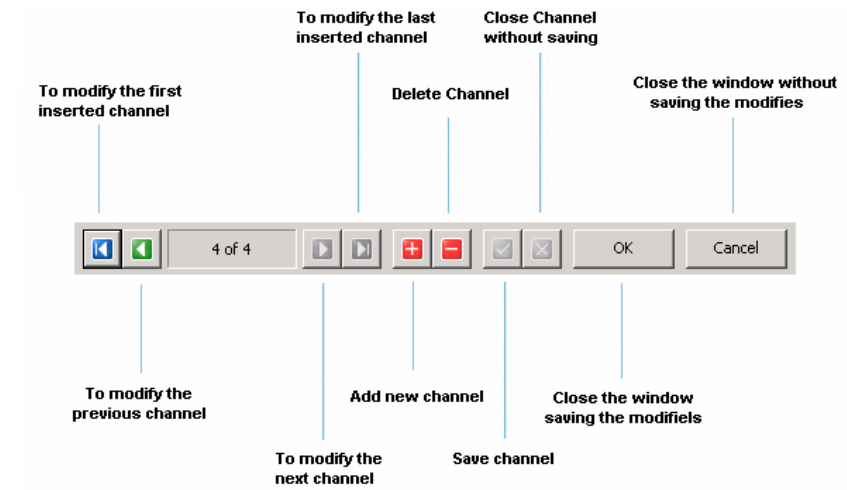 To modify the last
inserted channel
Close Channel
without saving
To modify the first
inserted channel
Delete Channel
Close the window without
saving the modifies
4 of 4
OK
Cancel
To modify the
previous channel
Add new channel
Close the window
saving the modifiels
To modify the
next channel
Save channel